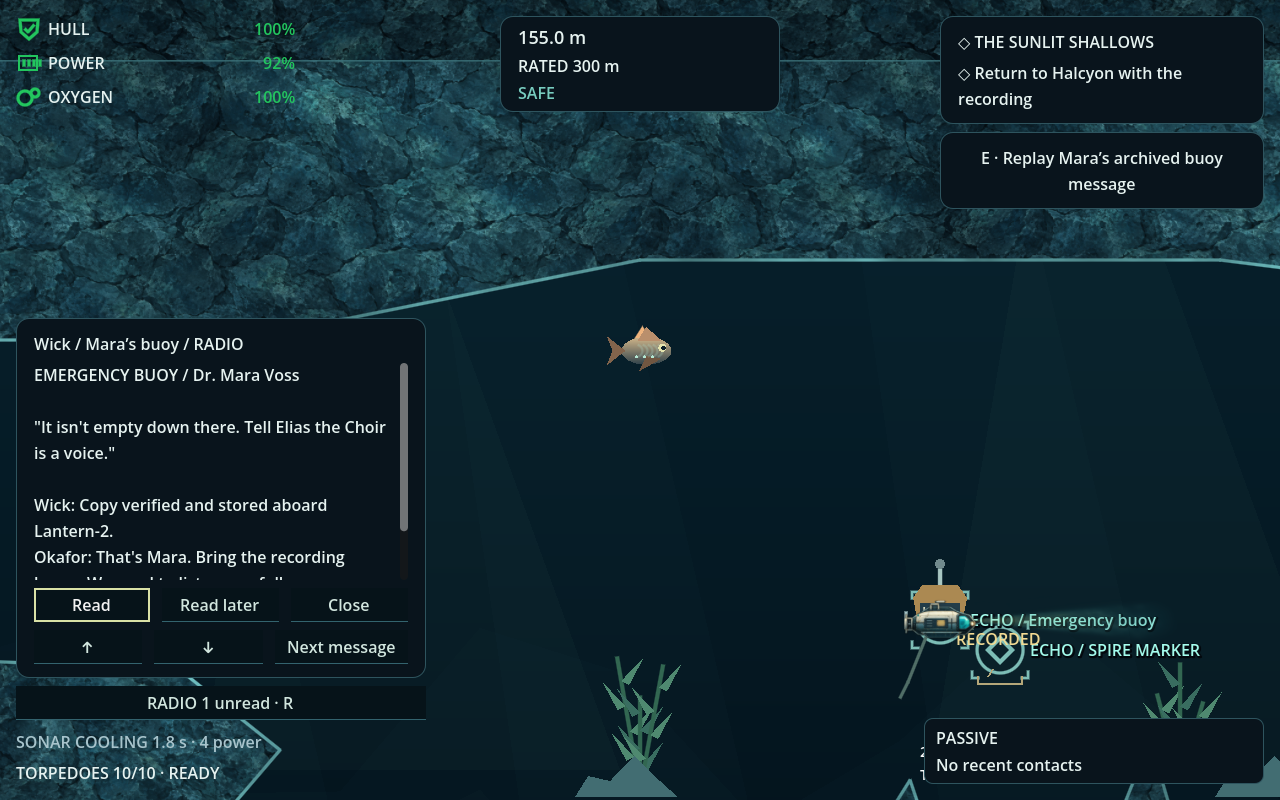 HULL 100%
POWER 92%
OXYGEN 100%
155.0 m
RATED 300 m
SAFE
◇ THE SUNLIT SHALLOWS
◇ Return to Halcyon with the
recording
E · Replay Mara’s archived buoy
message
Wick / Mara’s buoy / RADIO
EMERGENCY BUOY / Dr. Mara Voss
"It isn't empty down there. Tell Elias the Choir
is a voice."
Wick: Copy verified and stored aboard
Lantern-2.
Okafor: That's Mara. Bring the recording
Read
Read later
Close
↑
↓
Next message
RADIO 1 unread · R
SONAR COOLING 1.8 s · 4 power
TORPEDOES 10/10 · READY
ECHO / Emergency buoy
RECORDED
ECHO / SPIRE MARKER
PASSIVE
No recent contacts